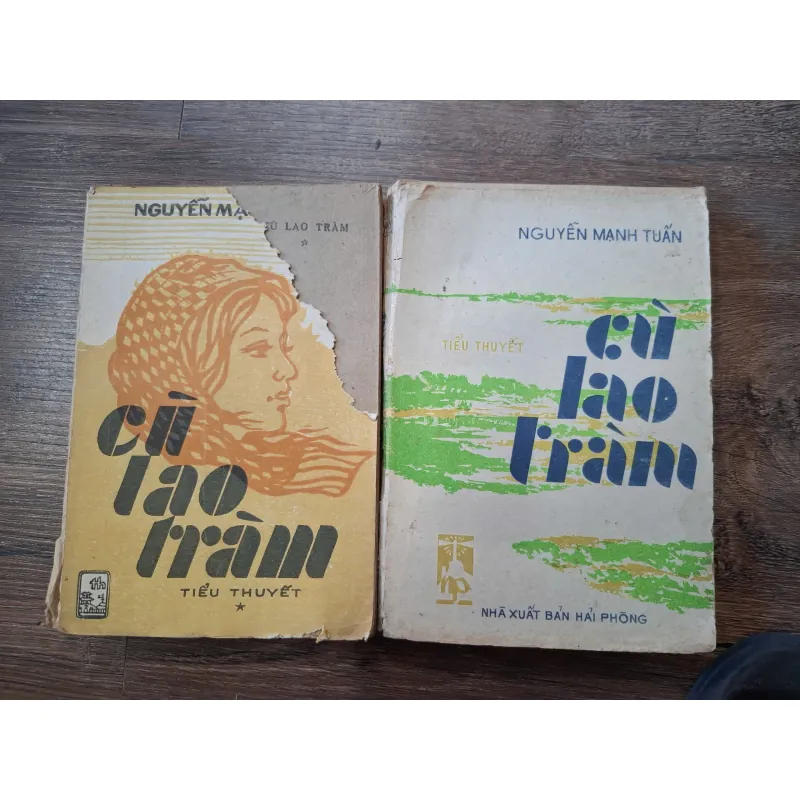 NGUYỄN MẠ
CÙ LAO TRÀM
cù
lao
tràm
TIỂU THUYẾT
NGUYỄN MẠNH TUẤN
TIỂU THUYẾT
cù
lao
tràm
hp
NHÀ XUẤT BẢN HẢI PHÒNG